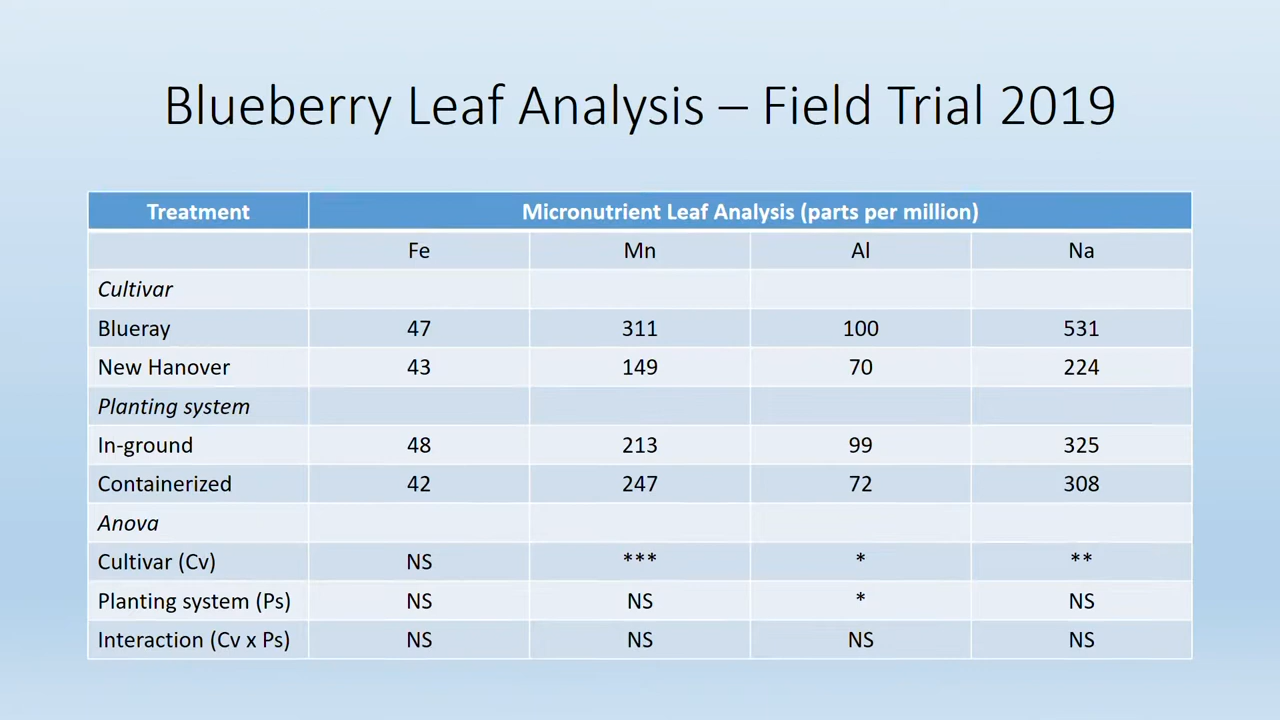 Blueberry Leaf Analysis – Field Trial 2019
Treatment Micronutrient Leaf Analysis (parts per million)
Fe Mn Al Na
Cultivar
Blueray 47 311 100 531
New Hanover 43 149 70 224
Planting system
In-ground 48 213 99 325
Containerized 42 247 72 308
Anova
Cultivar (Cv) NS *** * **
Planting system (Ps) NS NS * NS
Interaction (Cv x Ps) NS NS NS NS